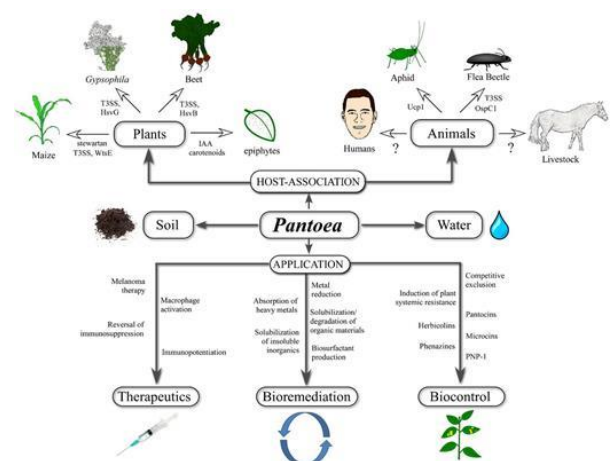 Gypsophila
Beet
T3SS,
HsvG
T3SS,
HsvB
Maize
stewartan
T3SS, WtsE
Plants
IAA
carotenoids
epiphytes
Aphid
Flea Beetle
Ucp1
T3SS
OspC1
Humans
?
Animals
?
Livestock
HOST-ASSOCIATION
Soil
Pantoea
Water
APPLICATION
Melanoma
therapy
Macrophage
activation
Reversal of
immunosuppression
Immunopotentiation
Therapeutics
Metal
reduction
Absorption of
heavy metals
Solubilization/
degradation of
organic materials
Solubilization
of insoluble
inorganics
Biosurfactant
production
Bioremediation
Competitive
exclusion
Induction of plant
systemic resistance
Pantocins
Herbicolins
Microcins
Phenazines
PNP-1
Biocontrol